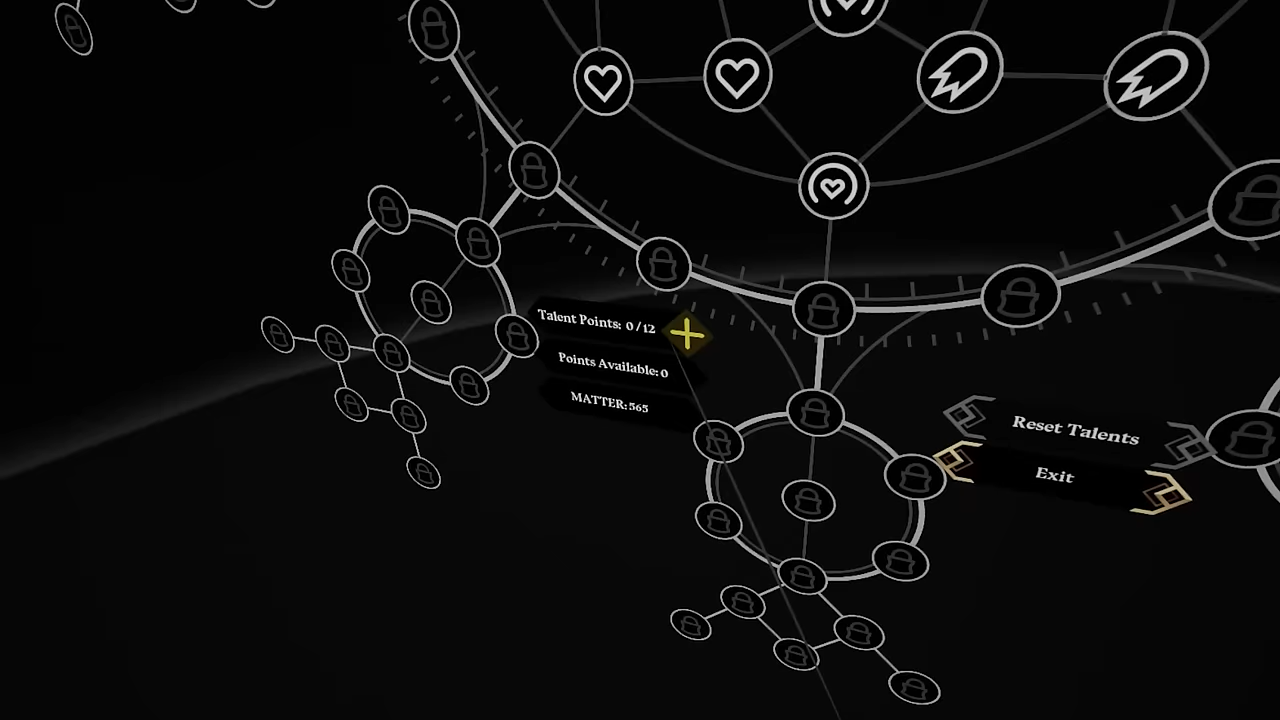 Talent Points: 0/12
Points Available: 0
MATTER: 565
Reset Talents
Exit